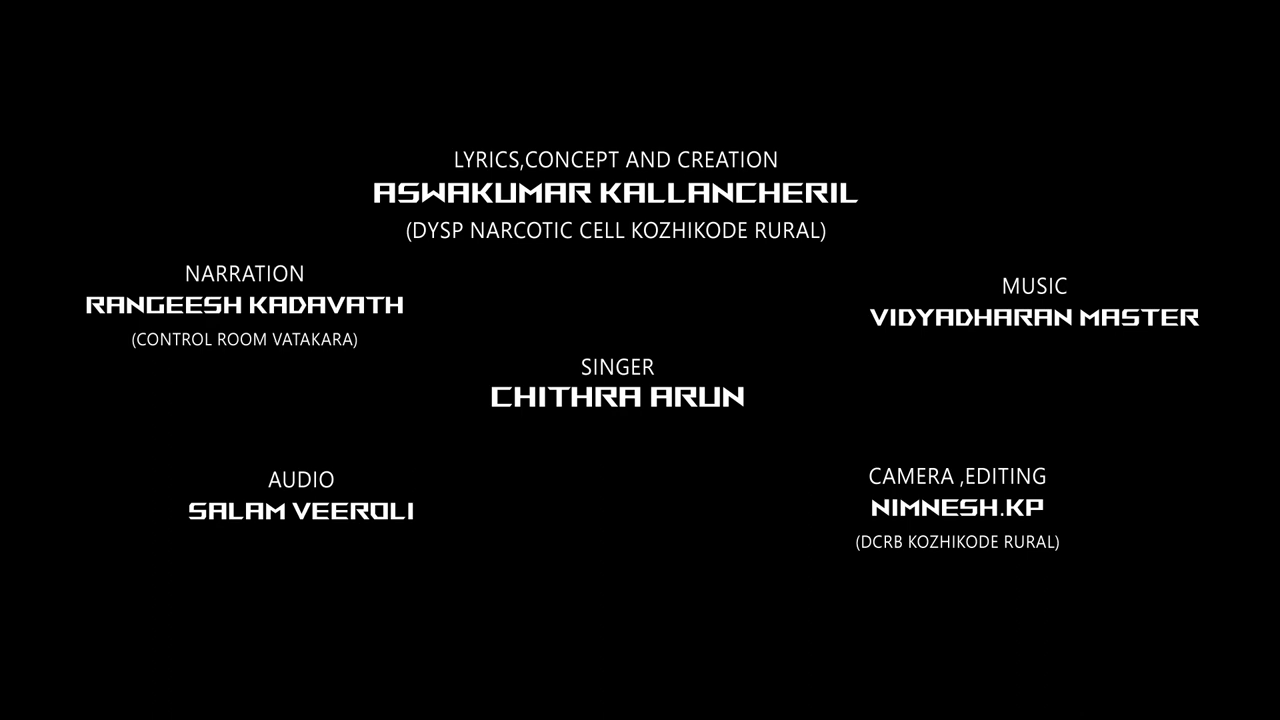 LYRICS,CONCEPT AND CREATION
ASWAKUMAR KALLANCHERIL
(DYSP NARCOTIC CELL KOZHIKODE RURAL)
NARRATION
RANGEESH KADAVATH
(CONTROL ROOM VATAKARA)
MUSIC
VIDYADHARAN MASTER
SINGER
CHITHRA ARUN
AUDIO
SALAM VEEROLI
CAMERA ,EDITING
NIMNESH.KP
(DCRB KOZHIKODE RURAL)